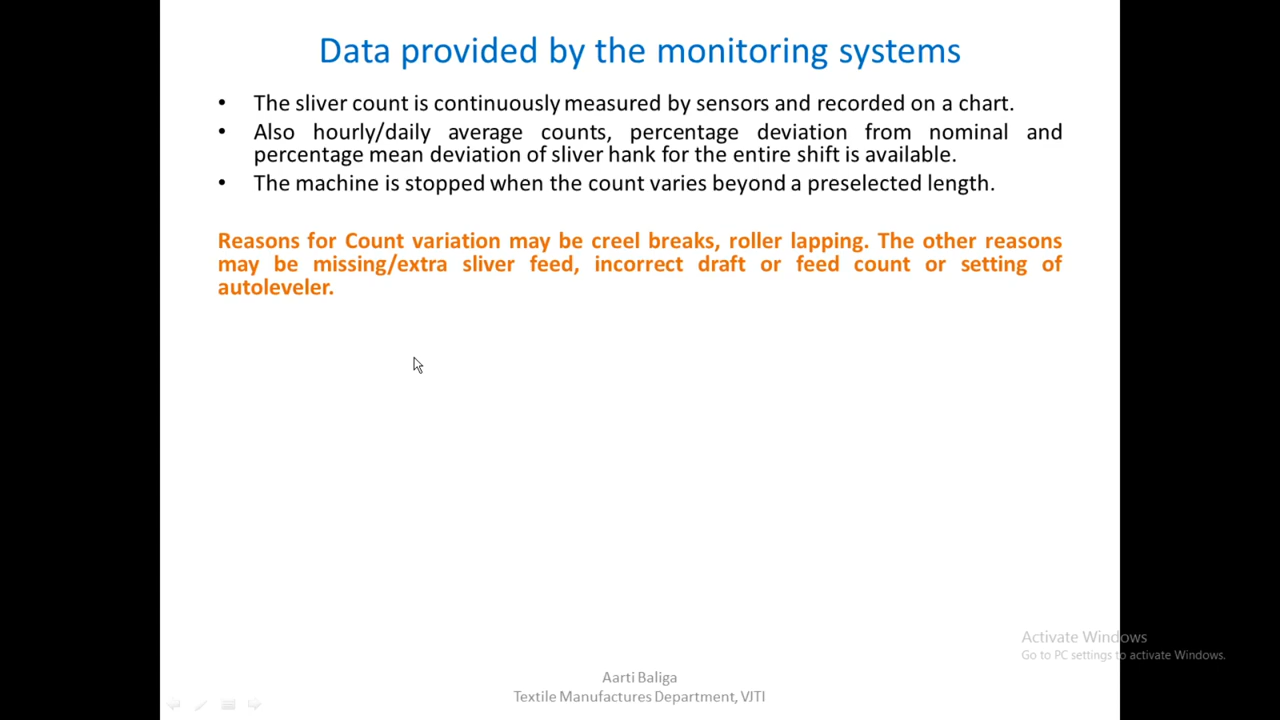 Data provided by the monitoring systems
• The sliver count is continuously measured by sensors and recorded on a chart.
• Also hourly/daily average counts, percentage deviation from nominal and
percentage mean deviation of sliver hank for the entire shift is available.
• The machine is stopped when the count varies beyond a preselected length.
Reasons for Count variation may be creel breaks, roller lapping. The other reasons
may be missing/extra sliver feed, incorrect draft or feed count or setting of
autoleveler.
Activate Windows
Go to PC settings to activate Windows.
Aarti Baliga
Textile Manufactures Department, VJTI